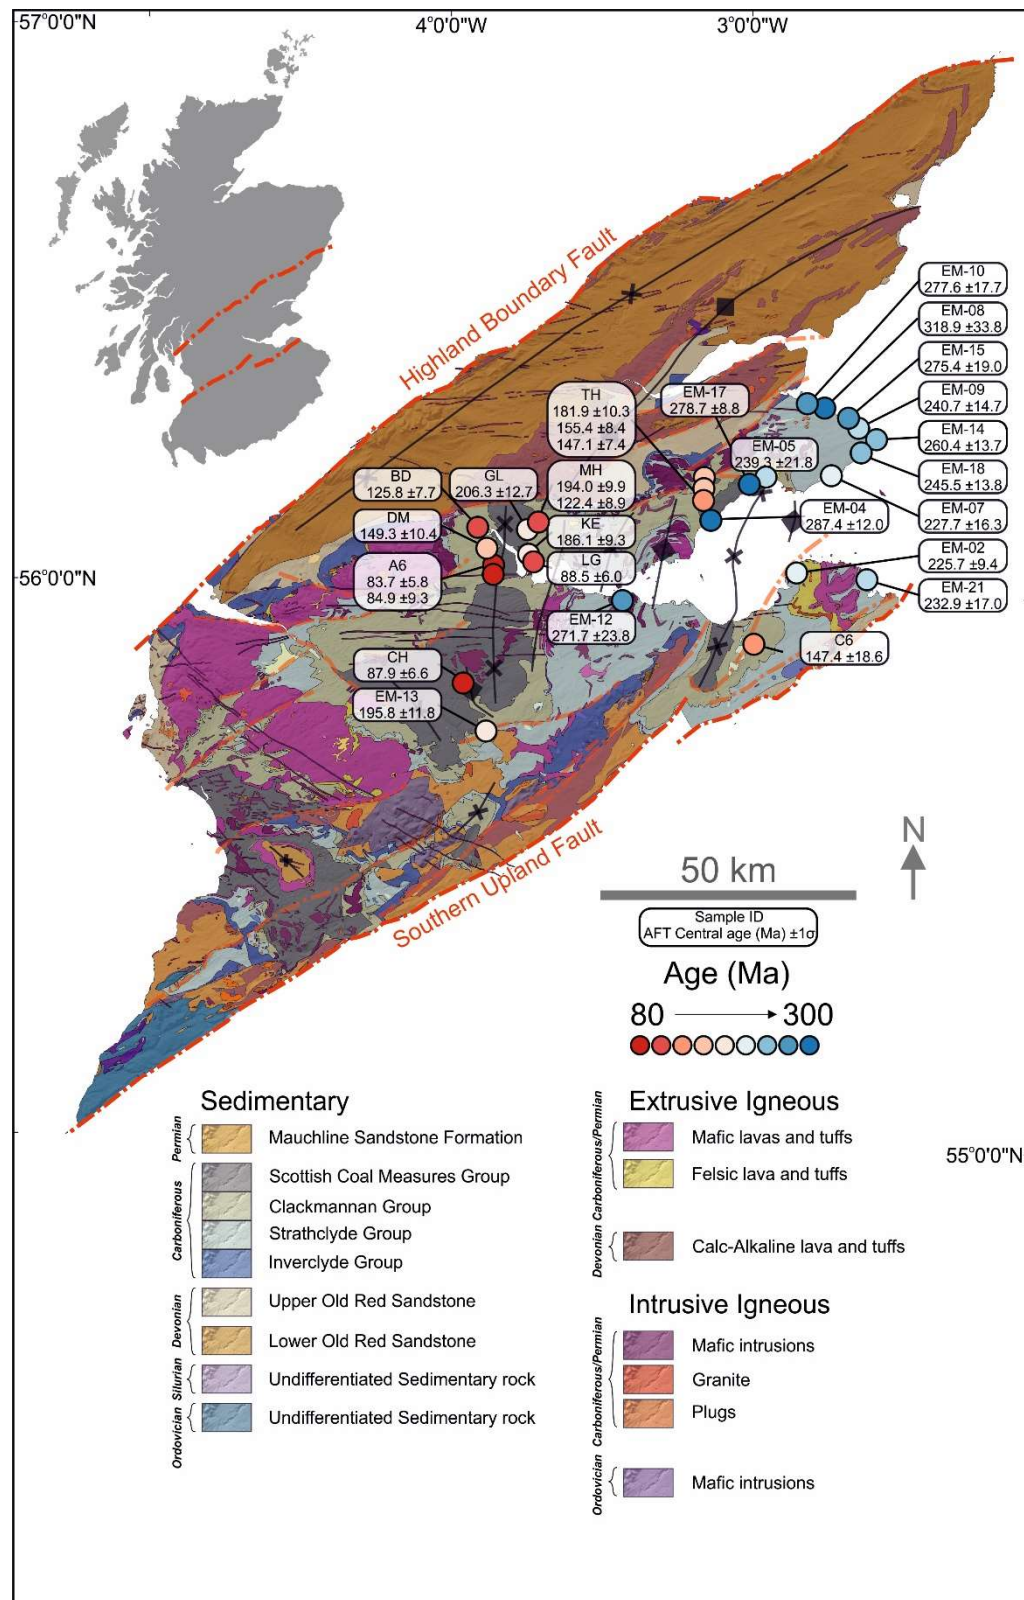 57°0'0"N
4°0'0"W
3°0'0"W
Highland Boundary Fault
EM-10
277.6 ±17.7
EM-08
318.9 ±33.8
EM-15
275.4 ±19.0
EM-09
240.7 ±14.7
EM-14
260.4 ±13.7
EM-18
245.5 ±13.8
EM-07
227.7 ±16.3
EM-17
278.7 ±8.8
TH
181.9 ±10.3
155.4 ±8.4
147.1 ±7.4
EM-05
239.3 ±21.8
BD
125.8 ±7.7
GL
206.3 ±12.7
MH
194.0 ±9.9
122.4 ±8.9
DM
149.3 ±10.4
KE
186.1 ±9.3
EM-04
287.4 ±12.0
A6
83.7 ±5.8
84.9 ±9.3
LG
88.5 ±6.0
EM-02
225.7 ±9.4
56°0'0"N
EM-21
232.9 ±17.0
EM-12
271.7 ±23.8
C6
147.4 ±18.6
CH
87.9 ±6.6
EM-13
195.8 ±11.8
Southern Upland Fault
N
50 km
Sample ID
AFT Central age (Ma) ±1σ
Age (Ma)
80
300
55°0'0"N
Sedimentary
Permian
Mauchline Sandstone Formation
Carboniferous
Scottish Coal Measures Group
Clackmannan Group
Strathclyde Group
Inverclyde Group
Devonian
Upper Old Red Sandstone
Lower Old Red Sandstone
Silurian
Undifferentiated Sedimentary rock
Ordovician
Undifferentiated Sedimentary rock
Extrusive Igneous
Carboniferous/Permian
Mafic lavas and tuffs
Felsic lava and tuffs
Devonian
Calc-Alkaline lava and tuffs
Intrusive Igneous
Carboniferous/Permian
Mafic intrusions
Granite
Plugs
Ordovician
Mafic intrusions